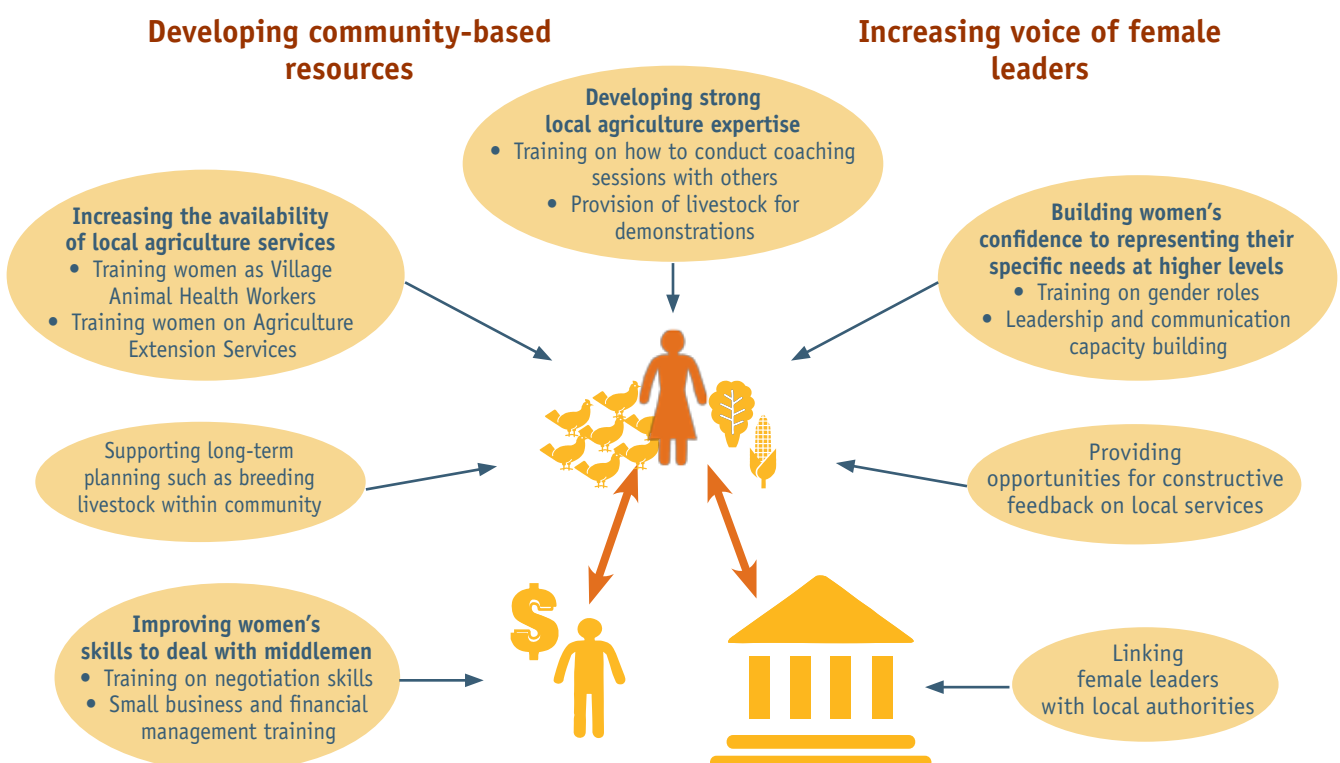 Developing community-based
resources
Increasing voice of female
leaders
Developing strong
local agriculture expertise
• Training on how to conduct coaching
sessions with others
• Provision of livestock for
demonstrations
Increasing the availability
of local agriculture services
• Training women as Village
Animal Health Workers
• Training women on Agriculture
Extension Services
Building women's
confidence to representing their
specific needs at higher levels
• Training on gender roles
• Leadership and communication
capacity building
Supporting long-term
planning such as breeding
livestock within community
Providing
opportunities for constructive
feedback on local services
Improving women's
skills to deal with middlemen
• Training on negotiation skills
• Small business and financial
management training
$
Linking
female leaders
with local authorities